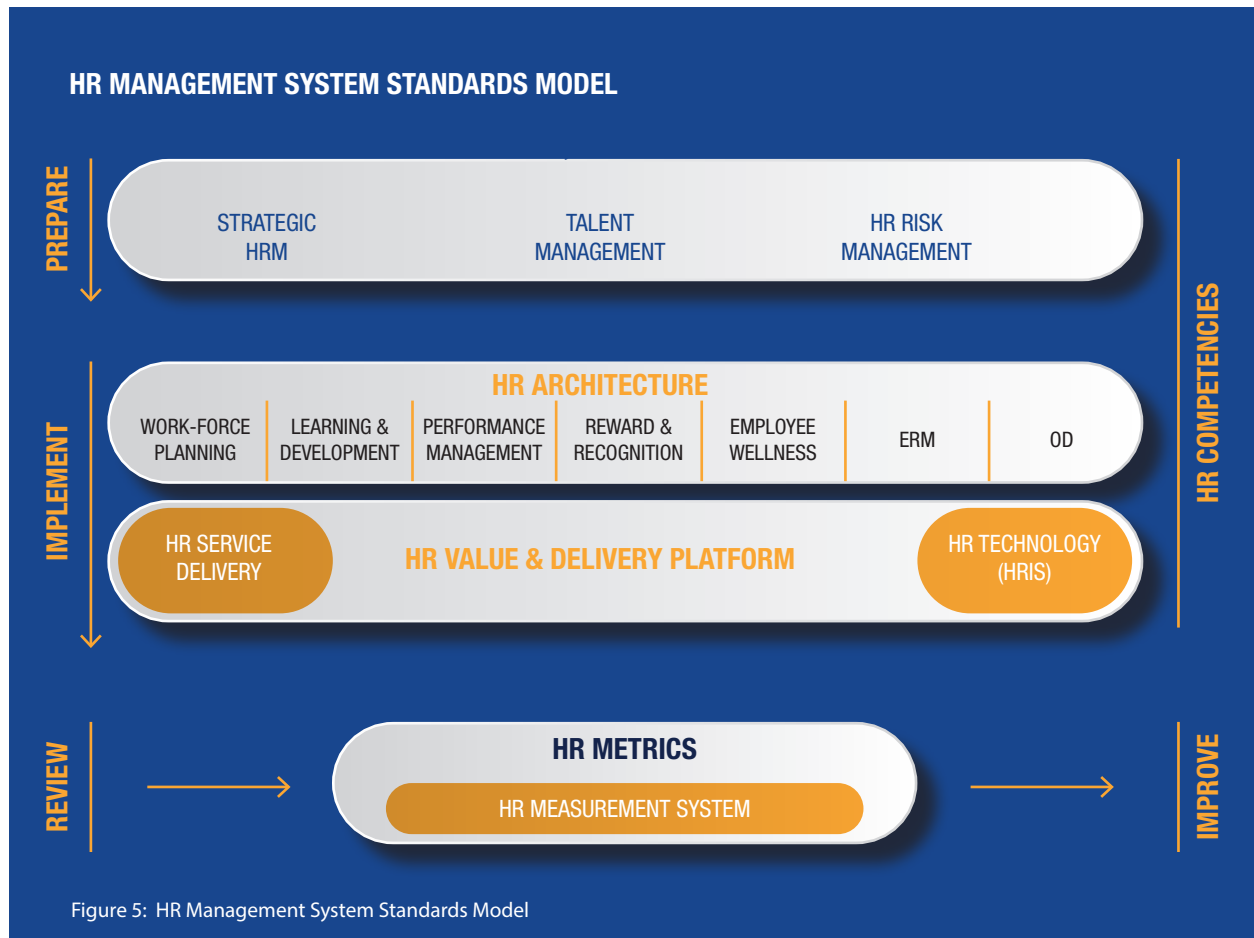 HR MANAGEMENT SYSTEM STANDARDS MODEL
PREPARE
STRATEGIC
HRM
TALENT
MANAGEMENT
HR RISK
MANAGEMENT
HR COMPETENCIES
IMPLEMENT
HR ARCHITECTURE
WORK-FORCE
PLANNING
LEARNING &
DEVELOPMENT
PERFORMANCE
MANAGEMENT
REWARD &
RECOGNITION
EMPLOYEE
WELLNESS
ERM
OD
HR SERVICE
DELIVERY
HR VALUE & DELIVERY PLATFORM
HR TECHNOLOGY
(HRIS)
REVIEW
HR METRICS
HR MEASUREMENT SYSTEM
IMPROVE
Figure 5: HR Management System Standards Model